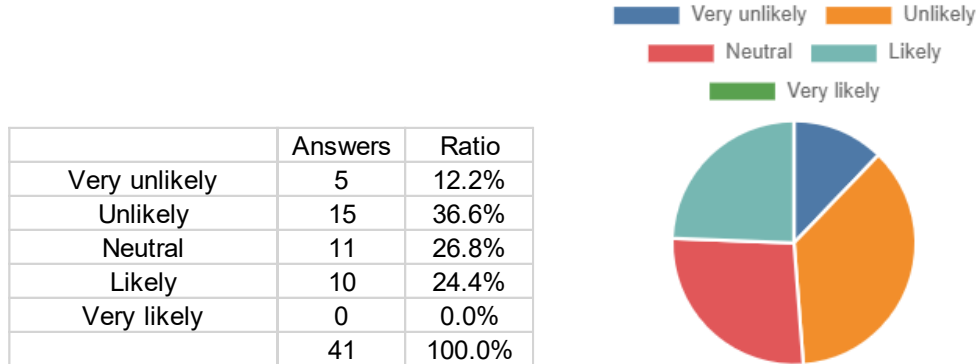 Very unlikely Unlikely
Neutral Likely
Very likely
Answers Ratio
Very unlikely 5 12.2%
Unlikely 15 36.6%
Neutral 11 26.8%
Likely 10 24.4%
Very likely 0 0.0%
41 100.0%